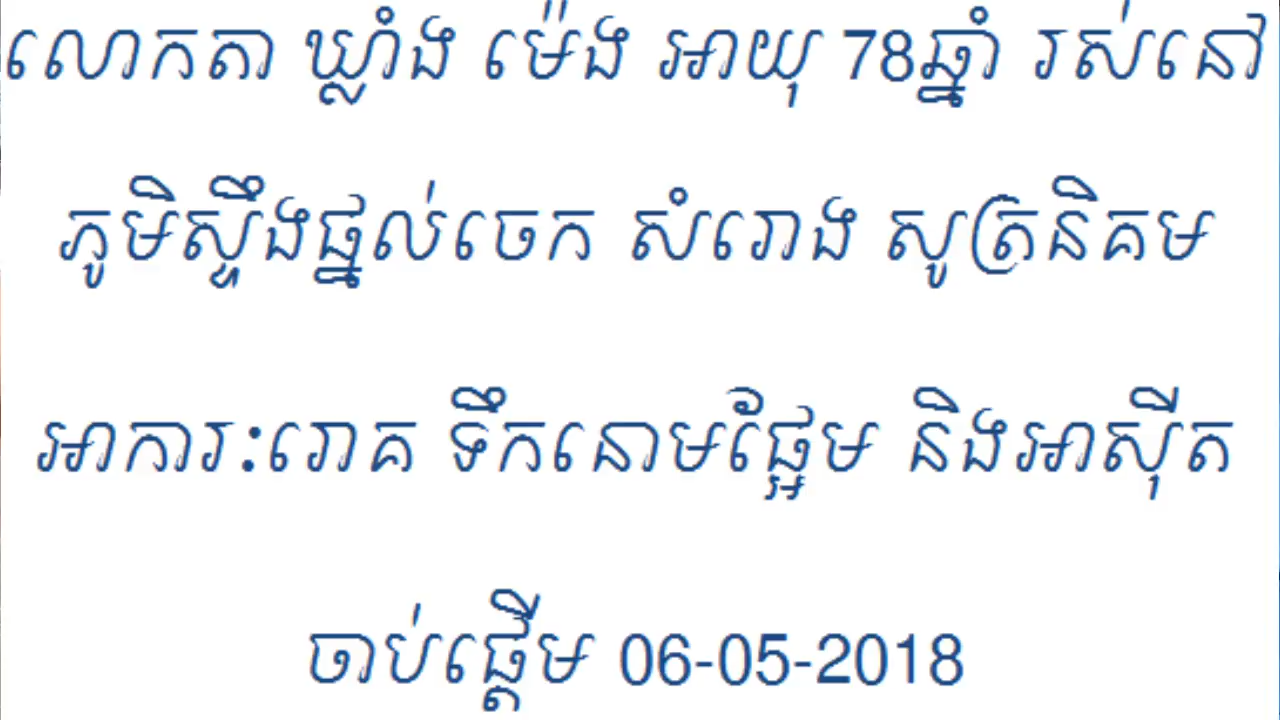 លោកតា ឃ្លាំង ម៉េង អាយុ 78ឆ្នាំ រស់នៅ
ភូមិស្ទឹងផ្នល់ចេក សំរោង សូត្រនិគម
អាការៈរោគ ទឹកនោមផ្អែម និងអាស៊ីត
ចាប់ផ្តើម 06-05-2018